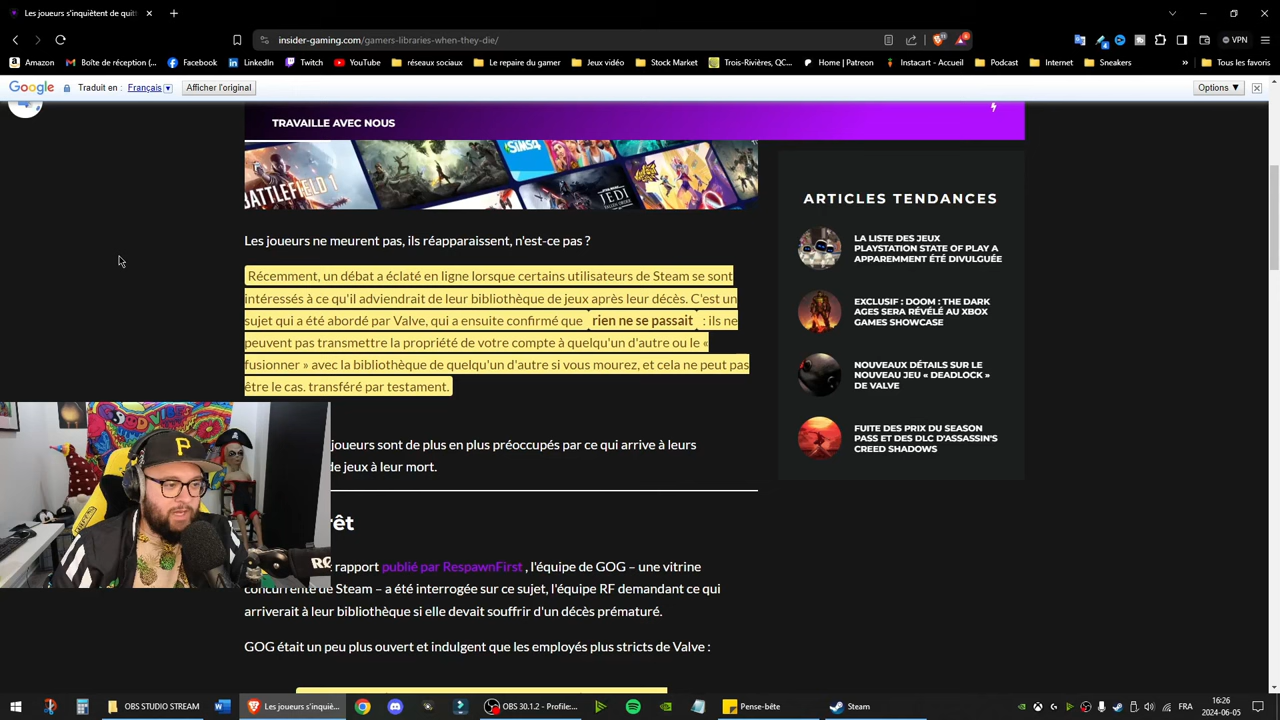 Les joueurs s'inquiètent de quitt
insider-gaming.com/gamers-libraries-when-they-die/
VPN
Amazon
Boîte de réception (...
Facebook
LinkedIn
Twitch
YouTube
réseaux sociaux
Le repaire du gamer
Jeux vidéo
Stock Market
Trois-Rivières, QC...
Home | Patreon
Instacart - Accueil
Podcast
Internet
Sneakers
»
Tous les favoris
Google
Traduit en :
Français
Afficher l'original
Options ▼
TRAVAILLE AVEC NOUS
BATTLEFIELD 1
SIMS4
JEDI
Les joueurs ne meurent pas, ils réapparaissent, n'est-ce pas ?
Récemment, un débat a éclaté en ligne lorsque certains utilisateurs de Steam se sont
intéressés à ce qu'il adviendrait de leur bibliothèque de jeux après leur décès. C'est un
sujet qui a été abordé par Valve, qui a ensuite confirmé que rien ne se passait : ils ne
peuvent pas transmettre la propriété de votre compte à quelqu'un d'autre ou le «
fusionner » avec la bibliothèque de quelqu'un d'autre si vous mourez, et cela ne peut pas
être le cas. transféré par testament.
joueurs sont de plus en plus préoccupés par ce qui arrive à leurs
de jeux à leur mort.
rêt
rapport publié par RespawnFirst , l'équipe de GOG – une vitrine
concurrente de Steam – a été interrogée sur ce sujet, l'équipe RF demandant ce qui
arriverait à leur bibliothèque si elle devait souffrir d'un décès prématuré.
GOG était un peu plus ouvert et indulgent que les employés plus stricts de Valve :
ARTICLES TENDANCES
LA LISTE DES JEUX
PLAYSTATION STATE OF PLAY A
APPAREMMENT ÉTÉ DIVULGUÉE
EXCLUSIF : DOOM : THE DARK
AGES SERA RÉVÉLÉ AU XBOX
GAMES SHOWCASE
NOUVEAUX DÉTAILS SUR LE
NOUVEAU JEU « DEADLOCK »
DE VALVE
FUITE DES PRIX DU SEASON
PASS ET DES DLC D'ASSASSIN'S
CREED SHADOWS
GOOD VIBES
P
A
OBS STUDIO STREAM
Les joueurs s'inquiè...
OBS 30.1.2 - Profile:...
Pense-bête
Steam
FR
16:26
2024-06-05